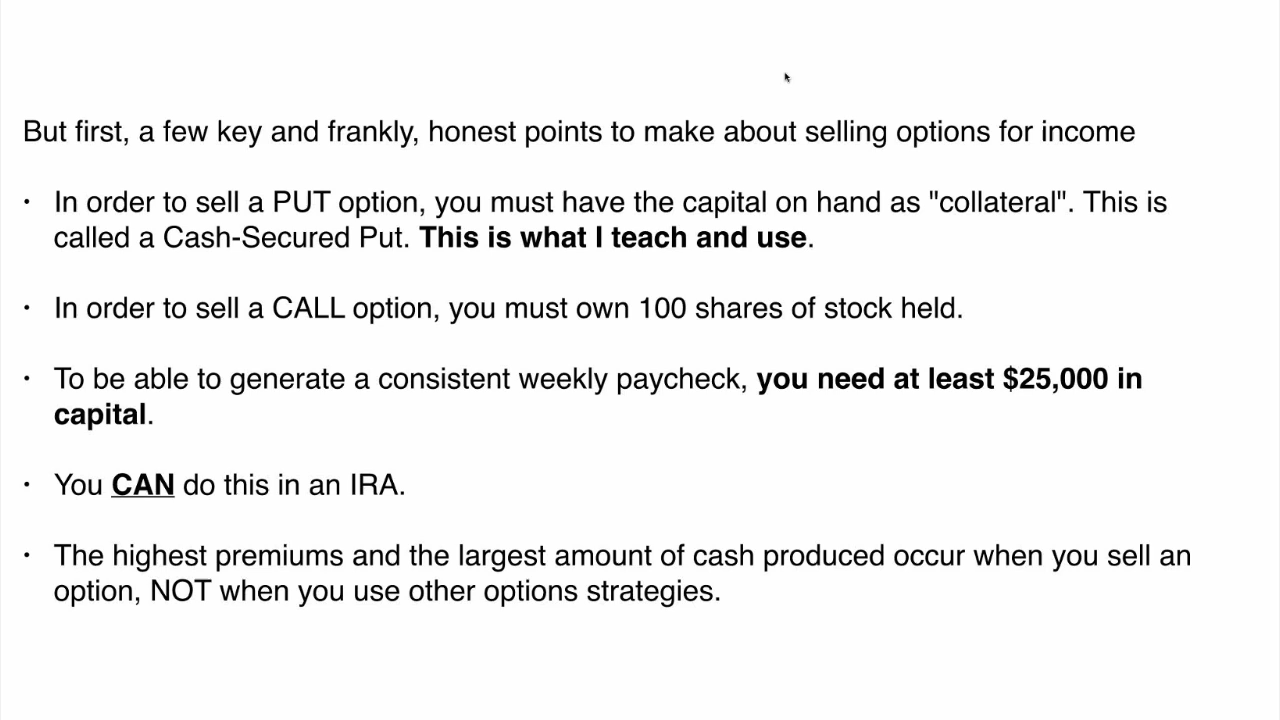 But first, a few key and frankly, honest points to make about selling options for income
• In order to sell a PUT option, you must have the capital on hand as "collateral". This is
called a Cash-Secured Put. This is what I teach and use.
• In order to sell a CALL option, you must own 100 shares of stock held.
• To be able to generate a consistent weekly paycheck, you need at least $25,000 in
capital.
• You CAN do this in an IRA.
• The highest premiums and the largest amount of cash produced occur when you sell an
option, NOT when you use other options strategies.